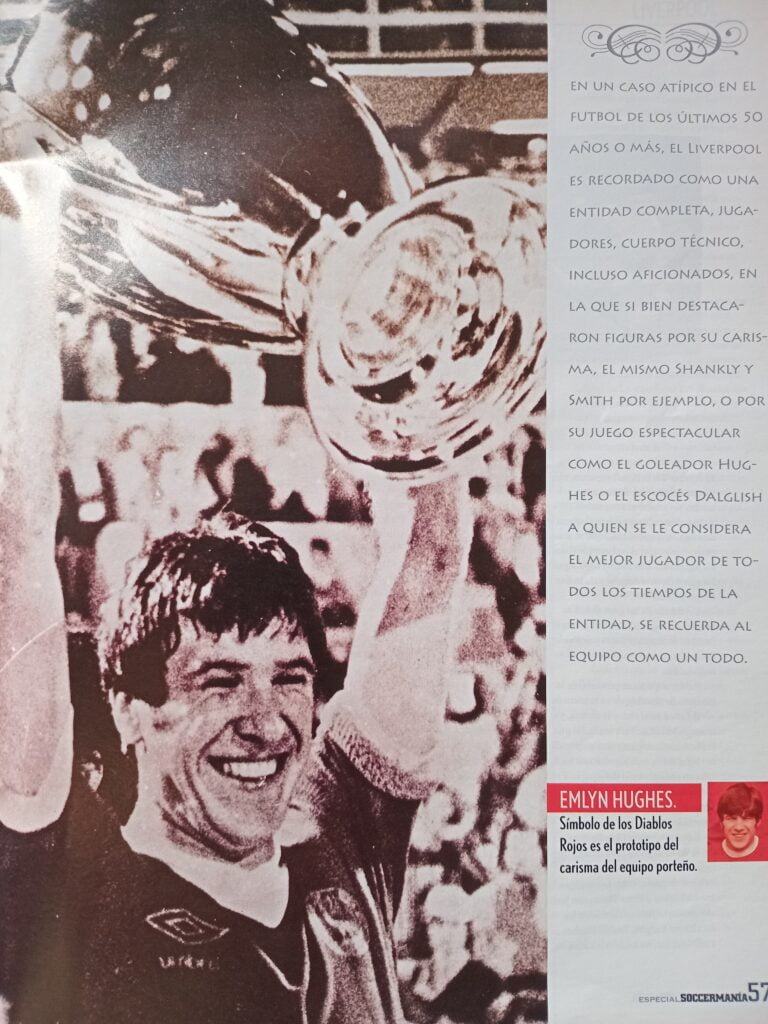 LIVERPOOL
EN UN CASO ATÍPICO EN EL
FUTBOL DE LOS ÚLTIMOS 50
AÑOS O MÁS, EL LIVERPOOL
ES RECORDADO COMO UNA
ENTIDAD COMPLETA, JUGA-
DORES, CUERPO TÉCNICO,
INCLUSO AFICIONADOS, EN
LA QUE SI BIEN DESTACA-
RON FIGURAS POR SU CARIS-
MA, EL MISMO SHANKLY Y
SMITH POR EJEMPLO, O POR
SU JUEGO ESPECTACULAR
COMO EL GOLEADOR HUG-
HES O EL ESCOCÉS DALGLISH
A QUIEN SE LE CONSIDERA
EL MEJOR JUGADOR DE TO-
DOS LOS TIEMPOS DE LA
ENTIDAD, SE RECUERDA AL
EQUIPO COMO UN TODO.
EMLYN HUGHES.
Símbolo de los Diablos
Rojos es el prototipo del
carisma del equipo porteño.
umbro
ESPECIAL SOCCERMANÍA 57